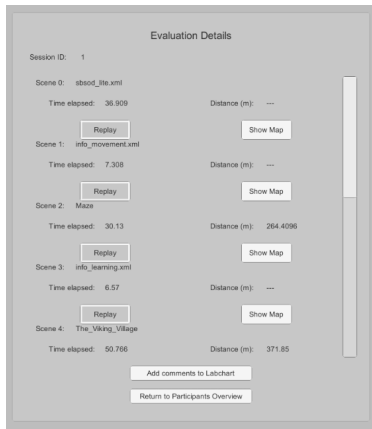 Evaluation Details
Session ID: 1
Scene 0: sbsod_lite.xml
Time elapsed: 36.909 Distance (m): ---
Replay Show Map
Scene 1: info_movement.xml
Time elapsed: 7.308 Distance (m): ---
Replay Show Map
Scene 2: Maze
Time elapsed: 30.13 Distance (m): 264.4096
Replay Show Map
Scene 3: info_learning.xml
Time elapsed: 6.57 Distance (m): ---
Replay Show Map
Scene 4: The_Viking_Village
Time elapsed: 50.766 Distance (m): 371.85
Add comments to Labchart
Return to Participants Overview